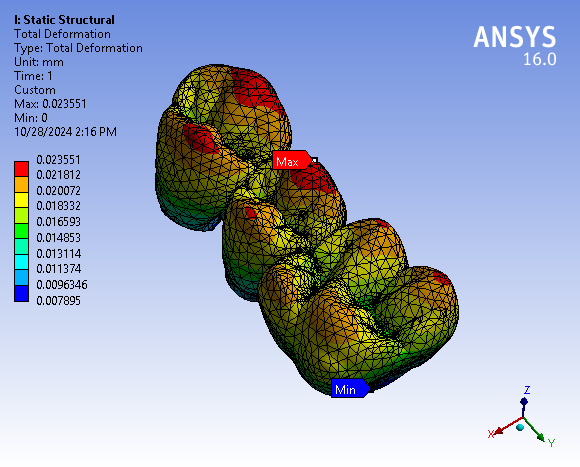 I: Static Structural
Total Deformation
Type: Total Deformation
Unit: mm
Time: 1
Custom
Max: 0.023551
Min: 0
10/28/2024 2:16 PM
ANSYS
16.0
0.023551
0.021812
0.020072
0.018332
0.016593
0.014853
0.013114
0.011374
0.0096346
0.007895
Max
Min
Z
X
Y